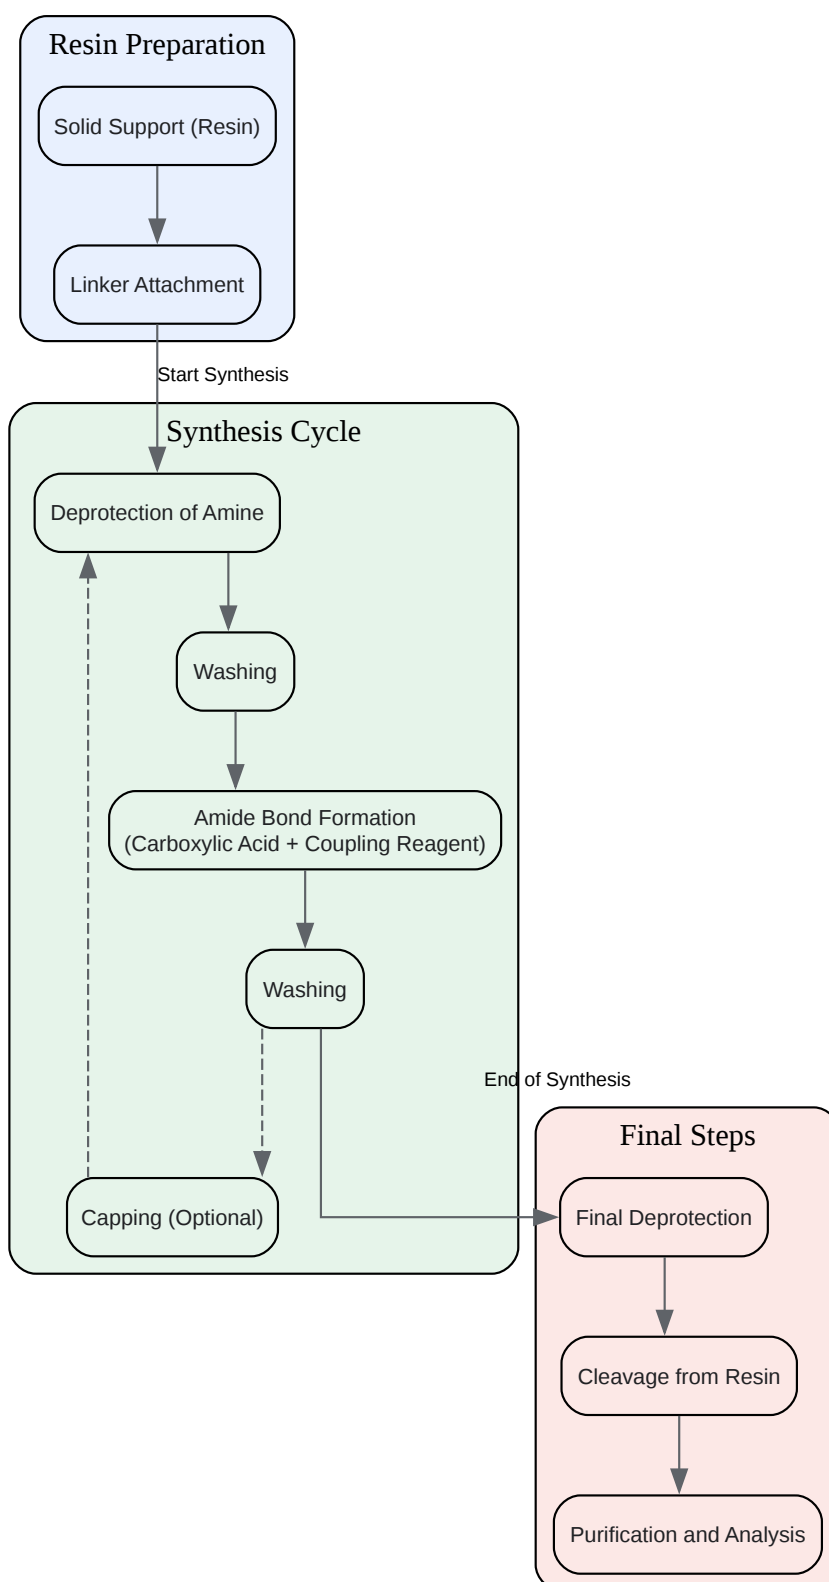 Resin Preparation
Solid Support (Resin)
Linker Attachment
Start Synthesis
Synthesis Cycle
Deprotection of Amine
Washing
Amide Bond Formation
(Carboxylic Acid + Coupling Reagent)
Washing
End of Synthesis
Final Steps
Capping (Optional)
Final Deprotection
Cleavage from Resin
Purification and Analysis